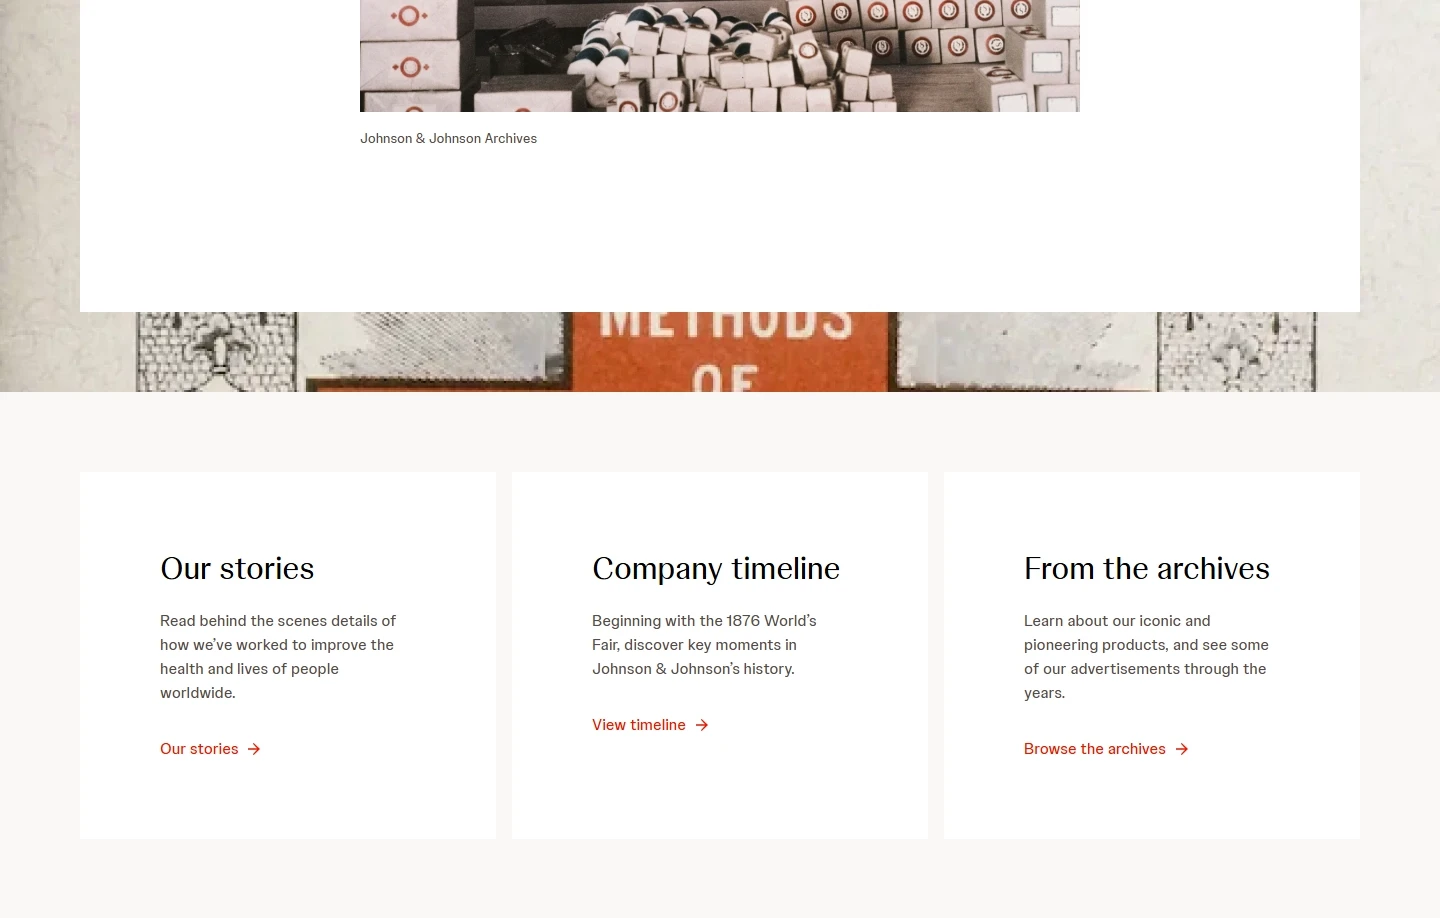 Johnson & Johnson Archives
METHODS
OF
Our stories
Read behind the scenes details of
how we’ve worked to improve the
health and lives of people
worldwide.
Our stories
Company timeline
Beginning with the 1876 World’s
Fair, discover key moments in
Johnson & Johnson’s history.
View timeline
From the archives
Learn about our iconic and
pioneering products, and see some
of our advertisements through the
years.
Browse the archives